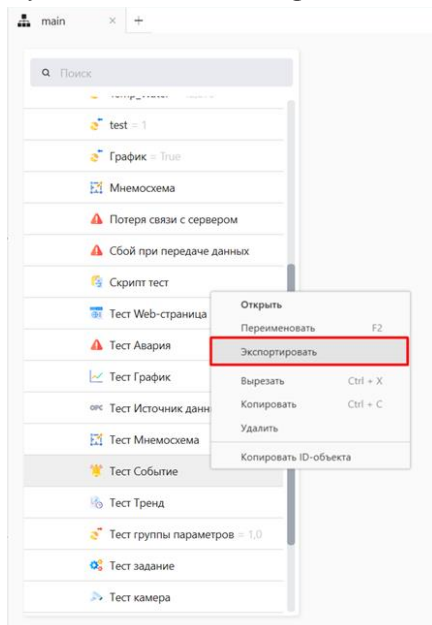 main × +
Поиск
test = 1
График = True
Мнемосхема
Потеря связи с сервером
Сбой при передаче данных
Скрипт тест
Открыть
Тест Web-страница
Переименовать F2
Тест Авария
Экспортировать
Тест График
Вырезать Ctrl + X
OPC Тест Источник данн
Копировать Ctrl + C
Удалить
Тест Мнемосхема
Копировать ID-объекта
Тест Событие
Тест Тренд
Тест группы параметров = 1,0
Тест задание
Тест камера